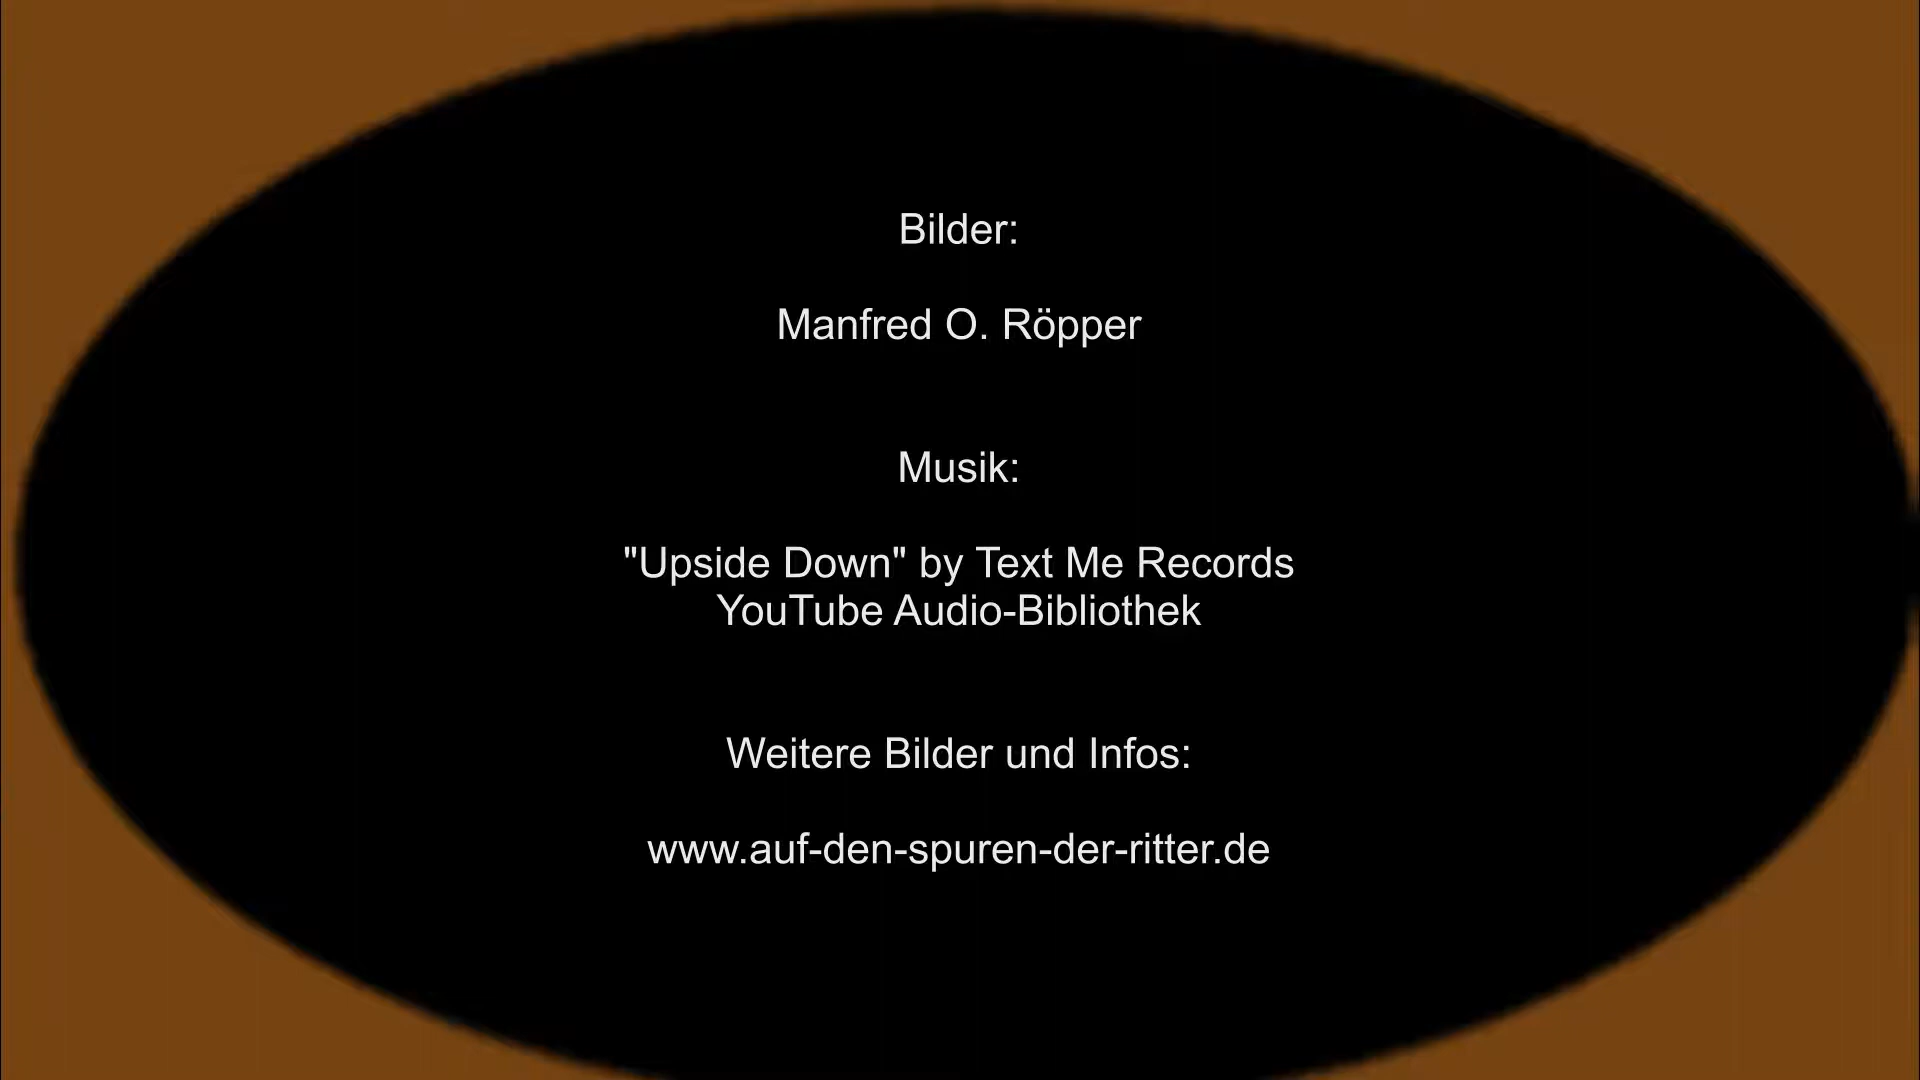 Bilder:
Manfred O. Röpper
Musik:
"Upside Down" by Text Me Records
YouTube Audio-Bibliothek
Weitere Bilder und Infos:
www.auf-den-spuren-der-ritter.de